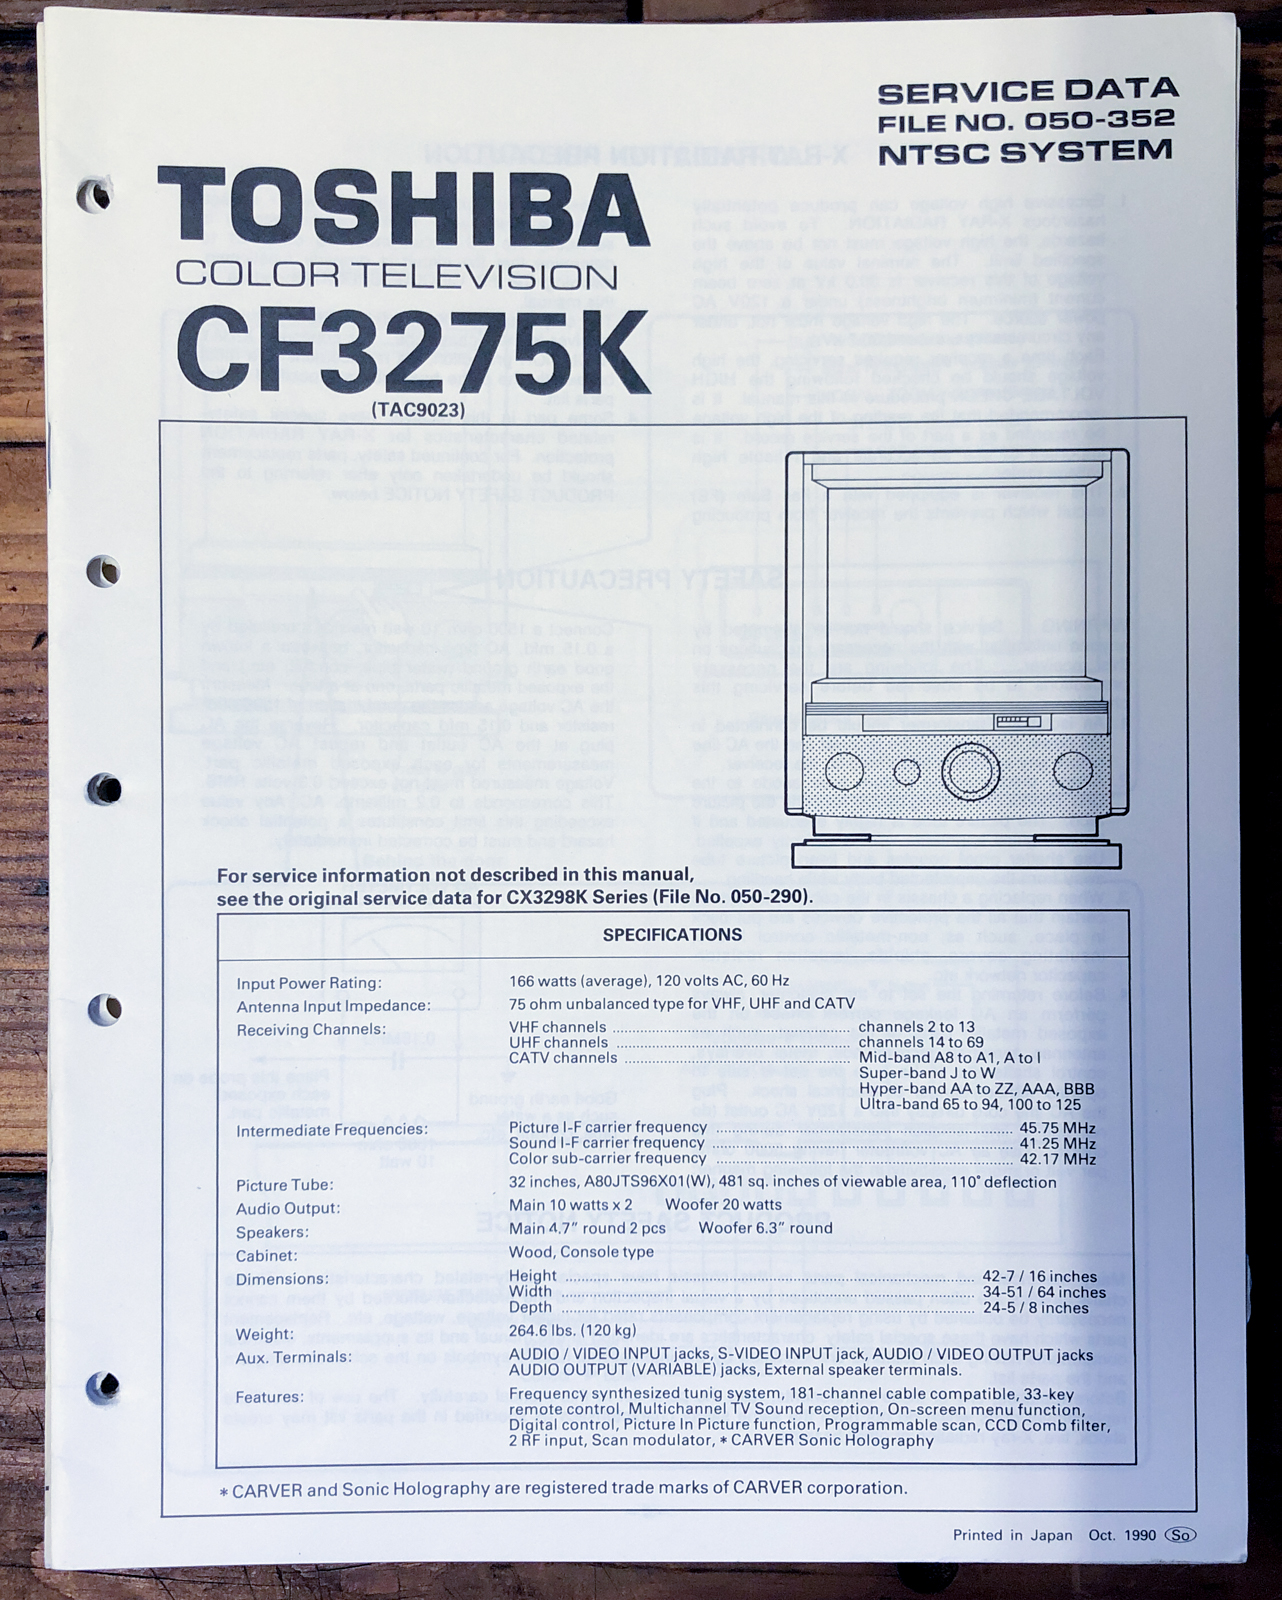 SERVICE DATA
FILE NO. 050-352
NTSC SYSTEM
TOSHIBA
COLOR TELEVISION
CF3275K
(TAC9023)
For service information not described in this manual,
see the original service data for CX3298K Series (File No. 050-290).
SPECIFICATIONS
Input Power Rating: 166 watts (average), 120 volts AC, 60 Hz
Antenna Input Impedance: 75 ohm unbalanced type for VHF, UHF and CATV
Receiving Channels: VHF channels ........ channels 2 to 13
UHF channels ........ channels 14 to 69
CATV channels ........ Mid-band A8 to A1, A to I
Super-band J to W
Hyper-band AA to ZZ, AAA, BBB
Ultra-band 65 to 94, 100 to 125
Intermediate Frequencies: Picture I-F carrier frequency ........ 45.75 MHz
Sound I-F carrier frequency ........ 41.25 MHz
Color sub-carrier frequency ........ 42.17 MHz
Picture Tube: 32 inches, A80JTS96X01(W), 481 sq. inches of viewable area, 110° deflection
Audio Output: Main 10 watts x 2 Woofer 20 watts
Speakers: Main 4.7" round 2 pcs Woofer 6.3" round
Cabinet: Wood, Console type
Dimensions: Height ........ 42-7 / 16 inches
Width ........ 34-51 / 64 inches
Depth ........ 24-5 / 8 inches
Weight: 264.6 lbs. (120 kg)
Aux. Terminals: AUDIO / VIDEO INPUT jacks, S-VIDEO INPUT jack, AUDIO / VIDEO OUTPUT jacks
AUDIO OUTPUT (VARIABLE) jacks, External speaker terminals.
Features: Frequency synthesized tunig system, 181-channel cable compatible, 33-key
remote control, Multichannel TV Sound reception, On-screen menu function,
Digital control, Picture In Picture function, Programmable scan, CCD Comb filter,
2 RF input, Scan modulator, * CARVER Sonic Holography
* CARVER and Sonic Holography are registered trade marks of CARVER corporation.
Printed in Japan Oct. 1990 So